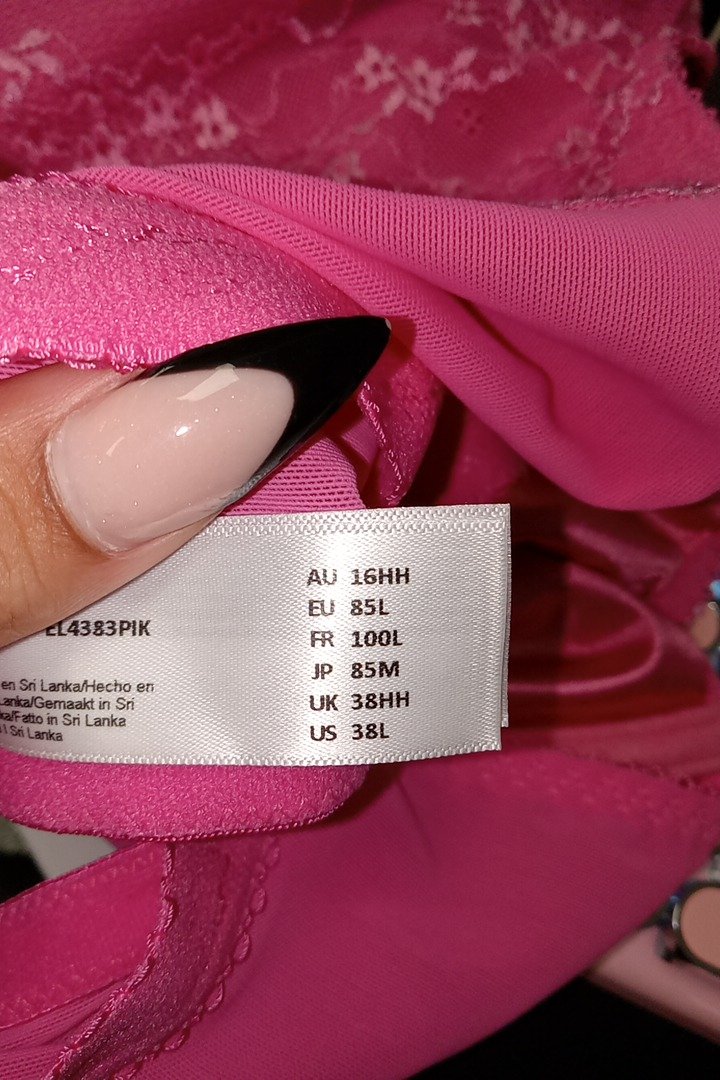 EL4383PIK
en Sri Lanka/Hecho en
Lanka/Gemaakt in Sri
ka/Fatto in Sri Lanka
i Sri Lanka
AU 16HH
EU 85L
FR 100L
JP 85M
UK 38HH
US 38L